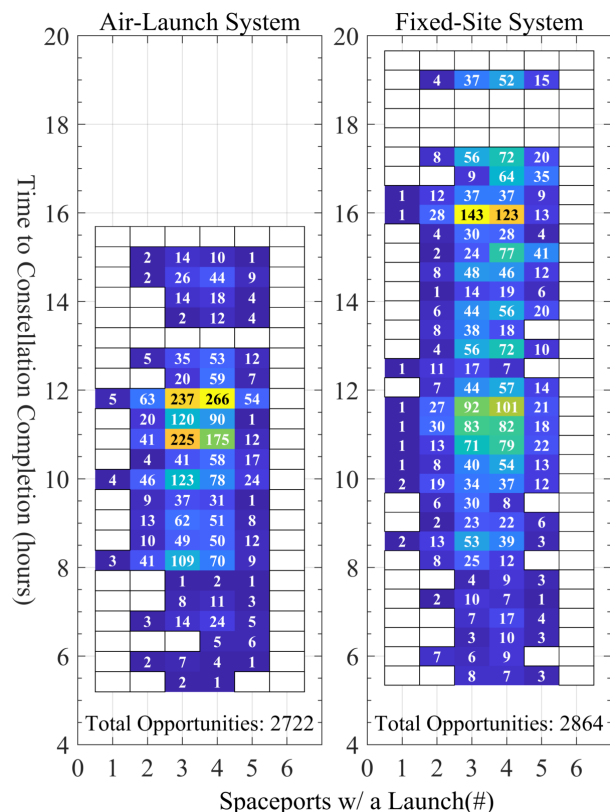 Air-Launch System
Fixed-Site System
Time to Constellation Completion (hours)
20
18
16
14
12
10
8
6
4
2 14 10 1
2 26 44 9
14 18 4
2 12 4
5 35 53 12
20 59 7
5 63 237 266 54
20 120 90 1
41 225 175 12
4 41 58 17
4 46 123 78 24
9 37 31 1
13 62 51 8
10 49 50 12
3 41 109 70 9
1 2 1
8 11 3
3 14 24 5
5 6
2 7 4 1
2 1
Total Opportunities: 2722
0 1 2 3 4 5 6
20
18
16
14
12
10
8
6
4
4 37 52 15
8 56 72 20
9 64 35
1 12 37 37 9
1 28 143 123 13
4 30 28 4
2 24 77 41
8 48 46 12
1 14 19 6
6 44 56 20
8 38 18
4 56 72 10
1 11 17 7
7 44 57 14
1 27 92 101 21
1 30 83 82 18
1 13 71 79 22
1 8 40 54 13
2 19 34 37 12
6 30 8
2 23 22 6
2 13 53 39 3
8 25 12
4 9 3
2 10 7 1
7 17 4
3 10 3
7 6 9
8 7 3
Total Opportunities: 2864
0 1 2 3 4 5 6
Spaceports w/ a Launch(#)